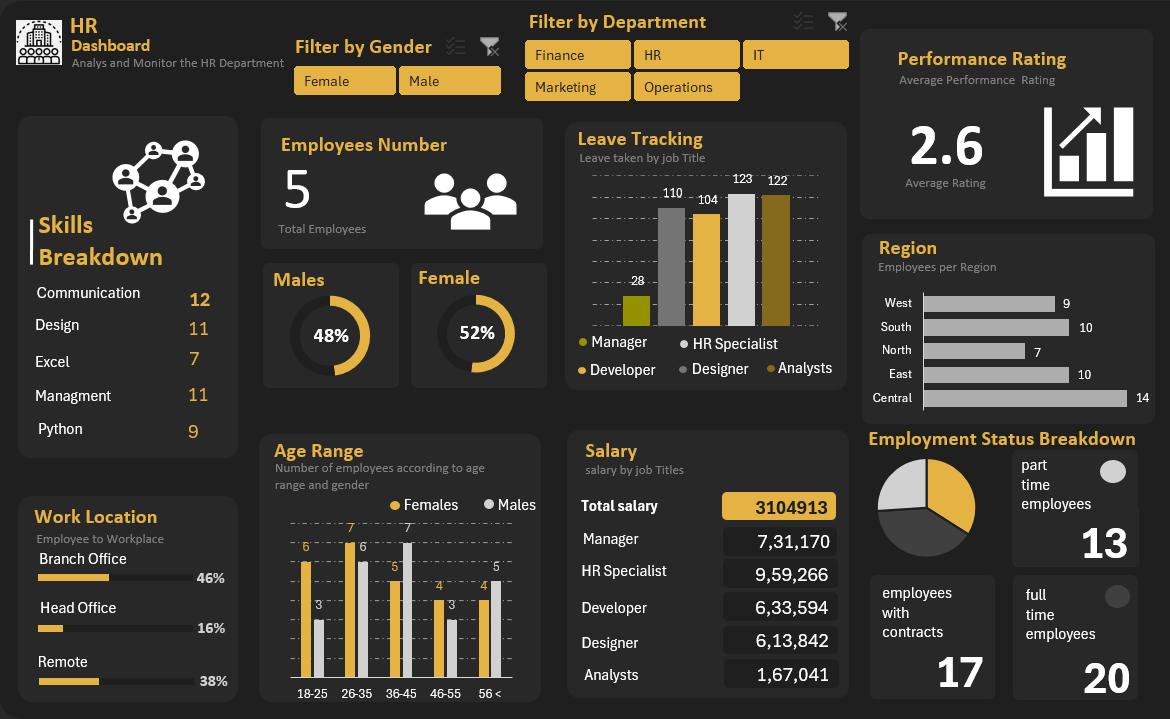 HR
Dashboard
Analys and Monitor the HR Department
Filter by Gender
Female
Male
Filter by Department
Finance
HR
IT
Marketing
Operations
Performance Rating
Average Performance Rating
2.6
Average Rating
Skills
Breakdown
Communication 12
Design 11
Excel 7
Managment 11
Python 9
Employees Number
5
Total Employees
Males
48%
Female
52%
Leave Tracking
Leave taken by job Title
28
110
104
123
122
Manager
HR Specialist
Developer
Designer
Analysts
Region
Employees per Region
West 9
South 10
North 7
East 10
Central 14
Work Location
Employee to Workplace
Branch Office
46%
Head Office
16%
Remote
38%
Age Range
Number of employees according to age
range and gender
Females
Males
6
3
7
6
5
7
4
3
4
5
18-25
26-35
36-45
46-55
56 <
Salary
salary by job Titles
Total salary 3104913
Manager 7,31,170
HR Specialist 9,59,266
Developer 6,33,594
Designer 6,13,842
Analysts 1,67,041
Employment Status Breakdown
part
time
employees
13
employees
with
contracts
17
full
time
employees
20